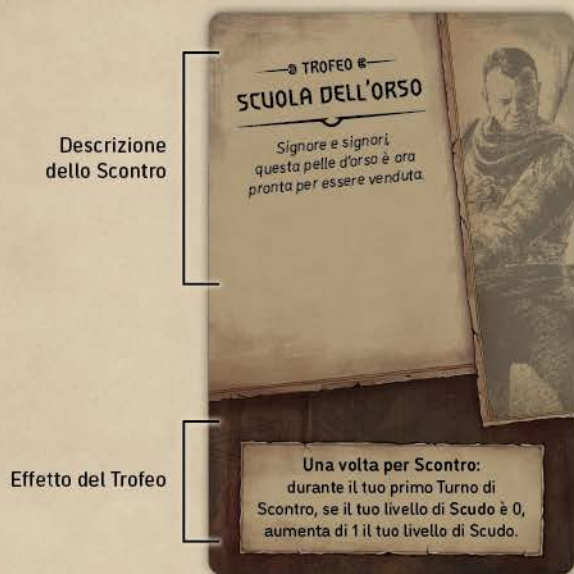 Descrizione
dello Scontro
TROFEO
SCUOLA DELL'ORSO
Signore e signori,
questa pelle d'orso è ora
pronta per essere venduta.
Effetto del Trofeo
Una volta per Scontro:
durante il tuo primo Turno di
Scontro, se il tuo livello di Scudo è 0,
aumenta di 1 il tuo livello di Scudo.